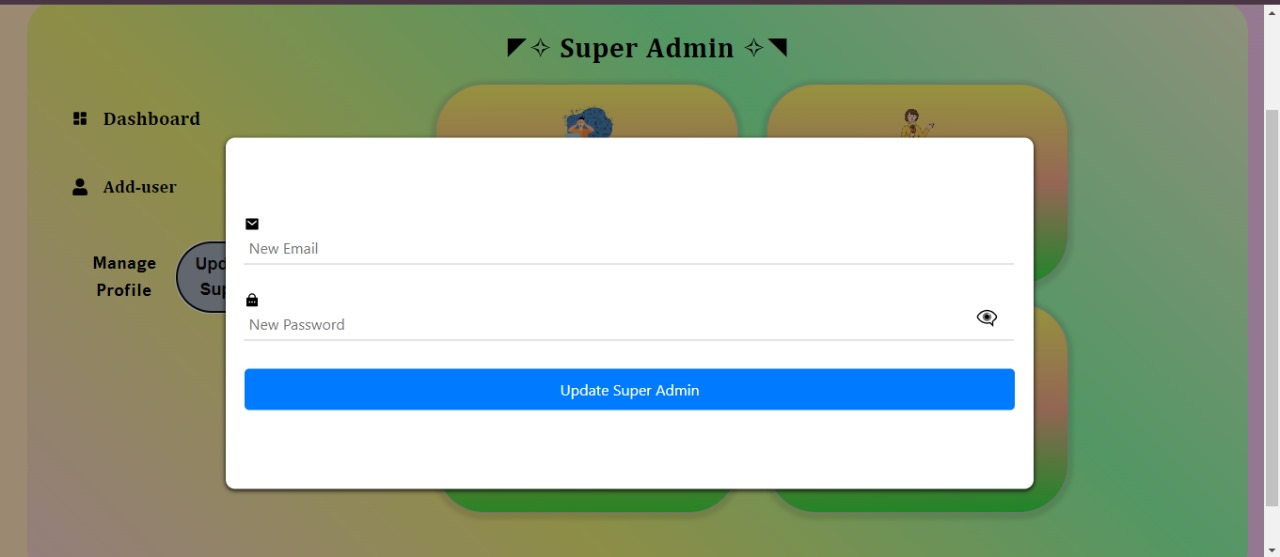 ◤✧ Super Admin ✧◥
Dashboard
Add-user
Manage
Profile
New Email
New Password
Update Super Admin